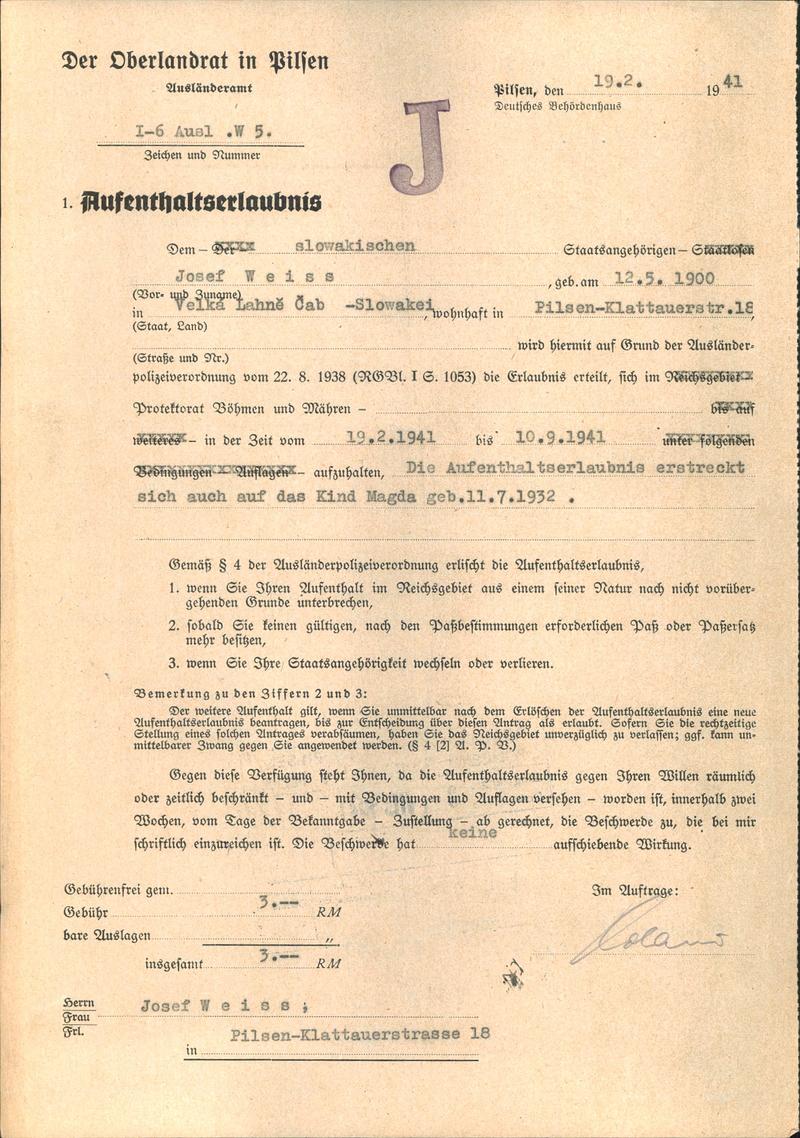 Der Oberlandrat in Pilsen
Ausländeramt
Pilsen, den 19.2. 1941
Deutsches Behördenhaus
I-6 Ausl .W 5.
Zeichen und Nummer
J
1. Aufenthaltserlaubnis
Dem – Der slowakischen Staatsangehörigen – Staatlosen
Josef W e i s s , geb. am 12.5. 1900
(Vor- und Zuname)
in Velká Lahně Čab -Slowakei, wohnhaft in Pilsen-Klattauerstr.18
(Staat, Land)
wird hiermit auf Grund der Ausländer-
(Straße und Nr.)
polizeiverordnung vom 22. 8. 1938 (RGBl. I S. 1053) die Erlaubnis erteilt, sich im Reichsgebiet –
Protektorat Böhmen und Mähren – bis auf
weiteres – in der Zeit vom 19.2.1941 bis 10.9.1941 unter folgenden
Bedingungen – Auflagen – aufzuhalten, Die Aufenthaltserlaubnis erstreckt
sich auch auf das Kind Magda geb.11.7.1932 .
Gemäß § 4 der Ausländerpolizeiverordnung erlischt die Aufenthaltserlaubnis,
1. wenn Sie Ihren Aufenthalt im Reichsgebiet aus einem seiner Natur nach nicht vorüber-
gehenden Grunde unterbrechen,
2. sobald Sie keinen gültigen, nach den Paßbestimmungen erforderlichen Paß oder Paßersatz
mehr besitzen,
3. wenn Sie Ihre Staatsangehörigkeit wechseln oder verlieren.
Bemerkung zu den Ziffern 2 und 3:
Der weitere Aufenthalt gilt, wenn Sie unmittelbar nach dem Erlöschen der Aufenthaltserlaubnis eine neue
Aufenthaltserlaubnis beantragen, bis zur Entscheidung über diesen Antrag als erlaubt. Sofern Sie die rechtzeitige
Stellung eines solchen Antrages verabsäumen, haben Sie das Reichsgebiet unverzüglich zu verlassen; ggf. kann un-
mittelbarer Zwang gegen Sie angewendet werden. (§ 4 [2] A. P. V.)
Gegen diese Verfügung steht Ihnen, da die Aufenthaltserlaubnis gegen Ihren Willen räumlich
oder zeitlich beschränkt – und – mit Bedingungen und Auflagen versehen – worden ist, innerhalb zwei
Wochen, vom Tage der Bekanntgabe – Zustellung – ab gerechnet, die Beschwerde zu, die bei mir
schriftlich einzureichen ist. Die Beschwerde hat keine aufschiebende Wirkung.
Gebührenfrei gem.
Im Auftrage:
Gebühr 3.-- RM
bare Auslagen „
insgesamt 3.-- RM
Herrn
Frau
Frl.
Josef W e i s s ;
Pilsen-Klattauerstrasse 18
in